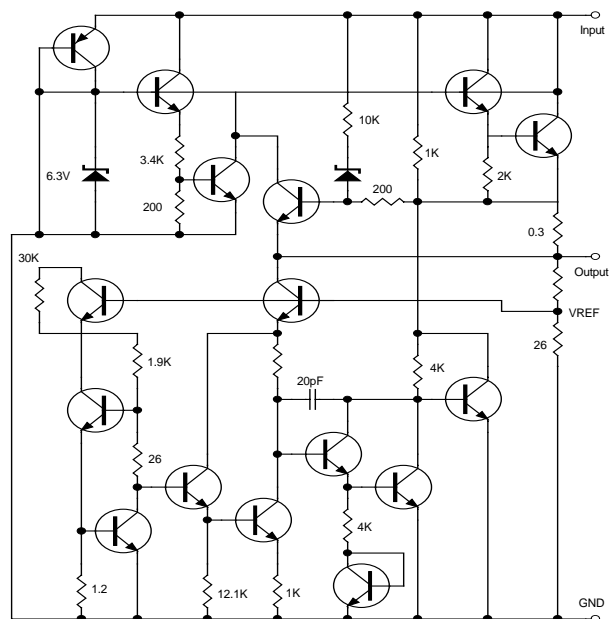 Input
10K
3.4K
1K
6.3V
2K
200
200
0.3
30K
Output
VREF
1.9K
26
4K
20pF
26
4K
1.2
12.1K
1K
GND